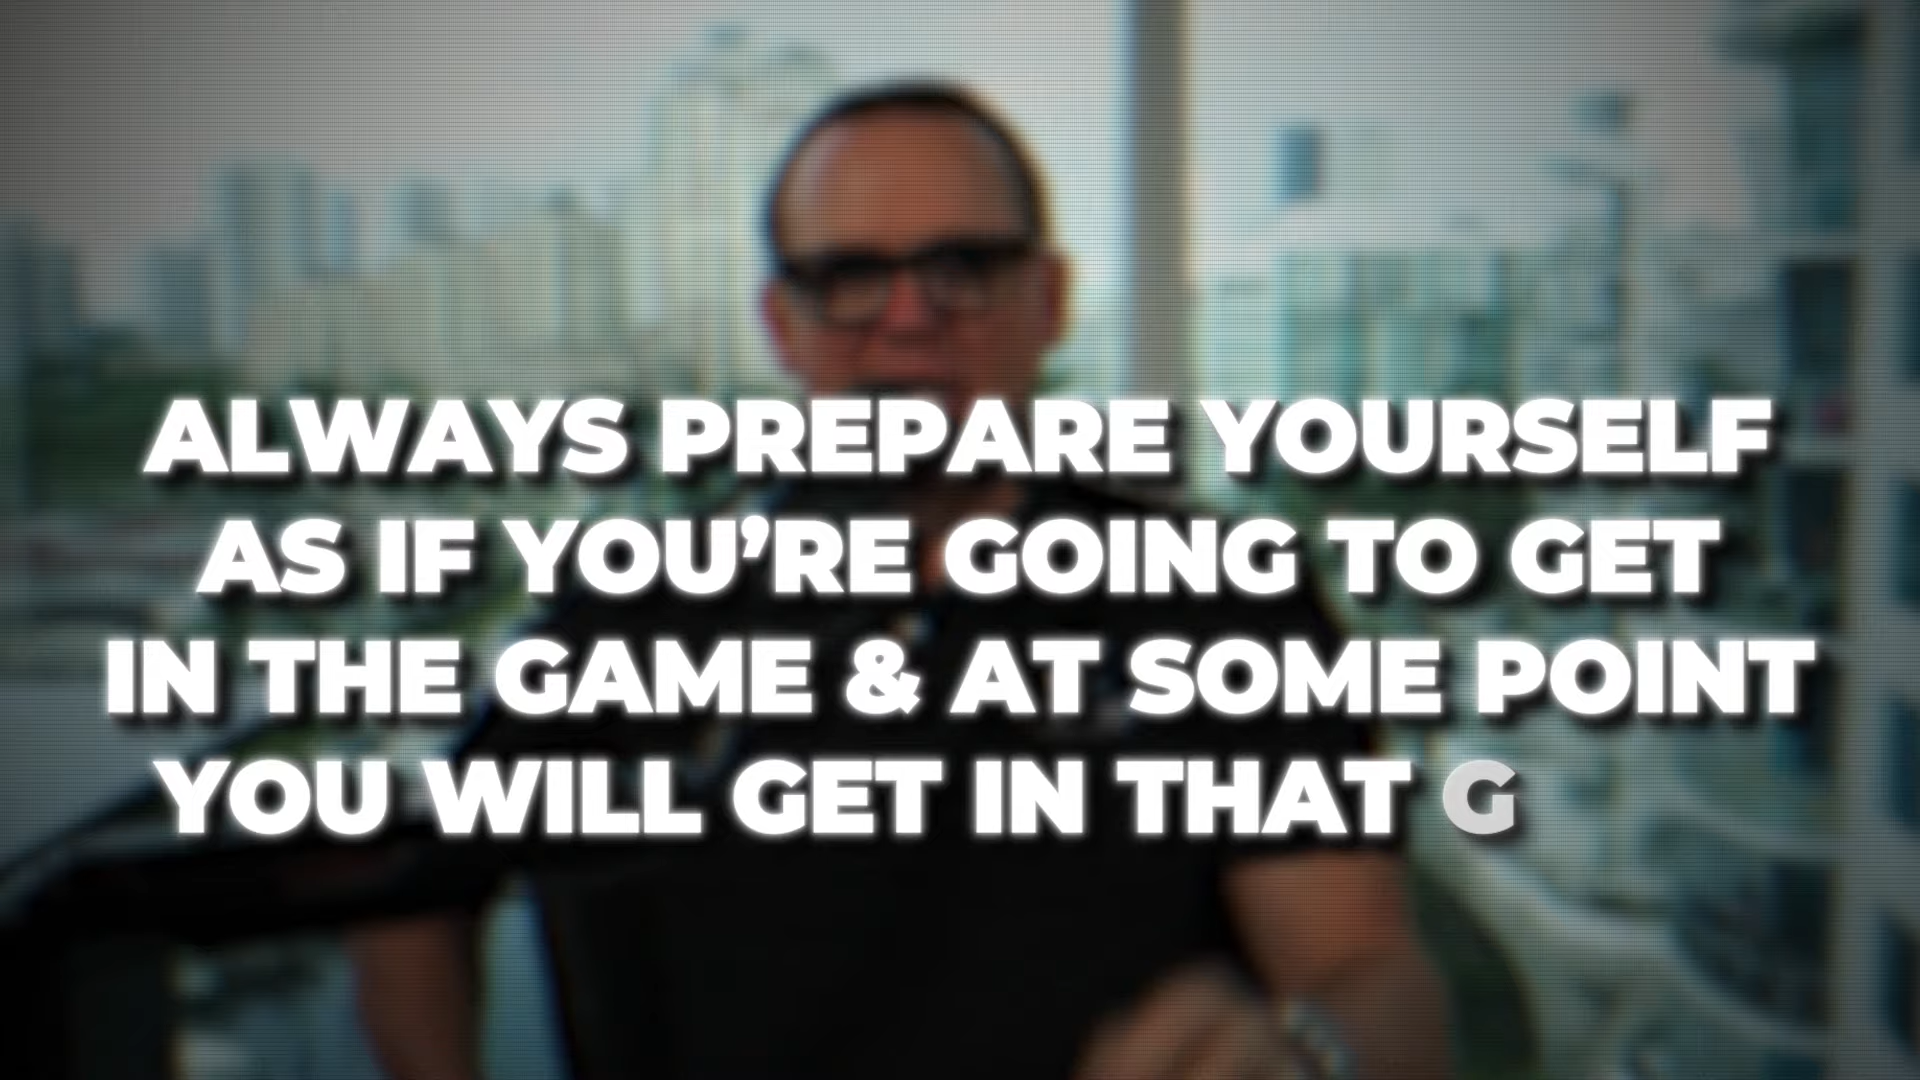 ALWAYS PREPARE YOURSELF
AS IF YOU’RE GOING TO GET
IN THE GAME & AT SOME POINT
YOU WILL GET IN THAT G